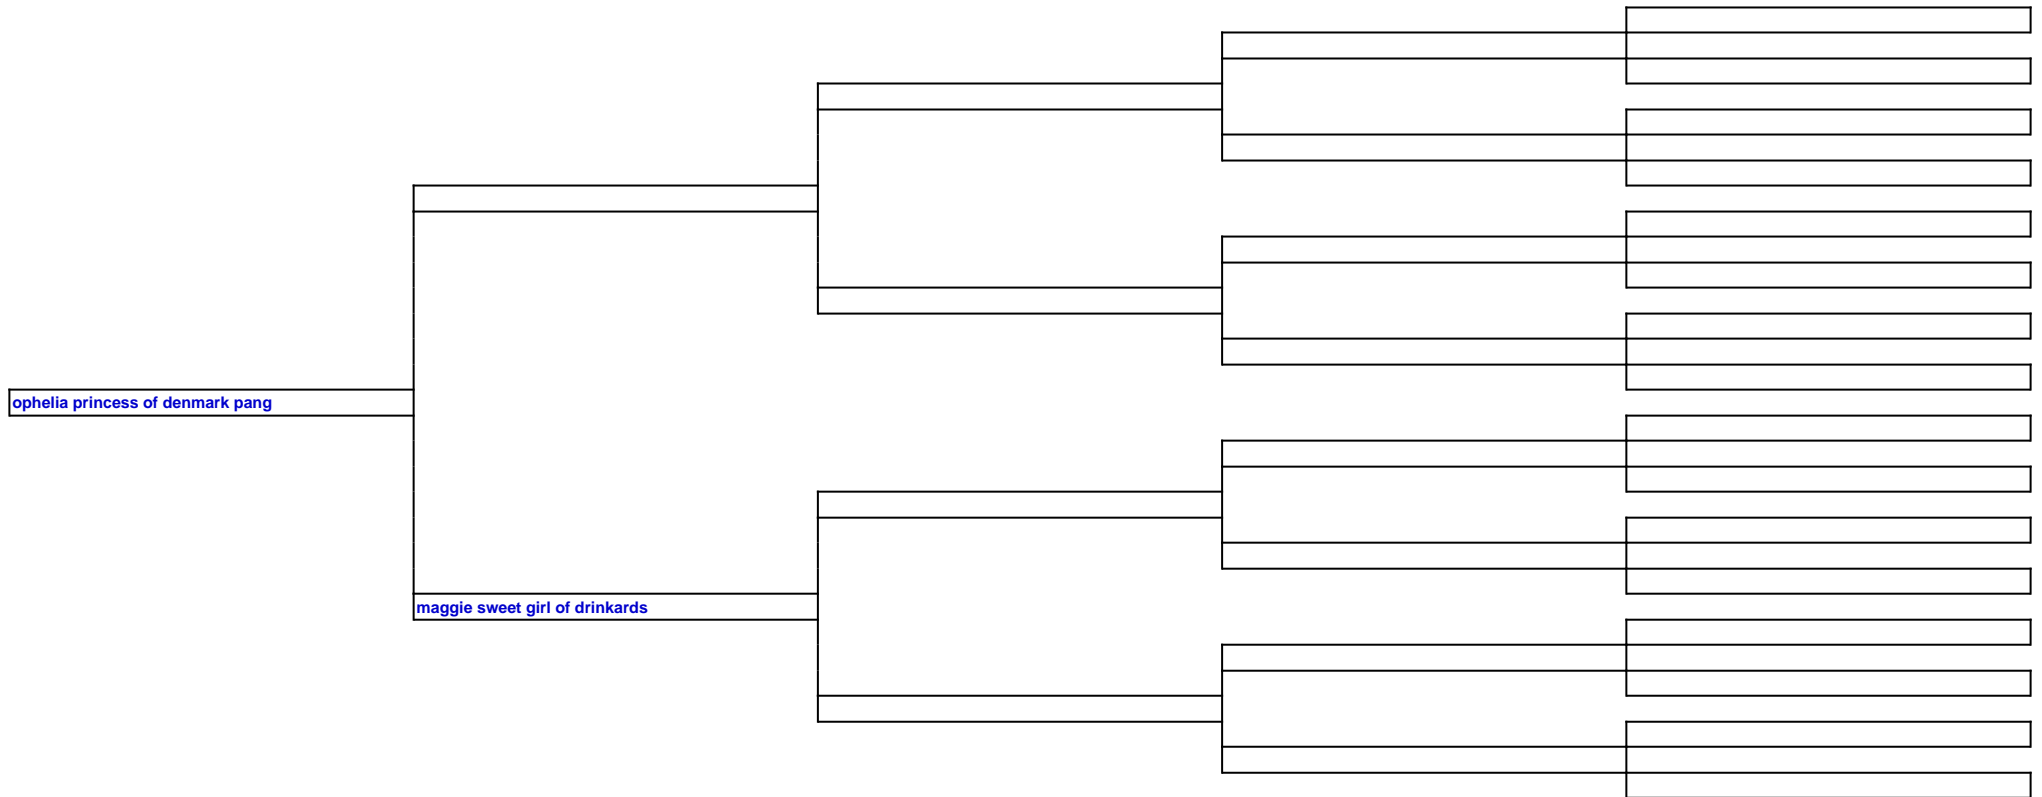 ophelia princess of denmark pang
maggie sweet girl of drinkards